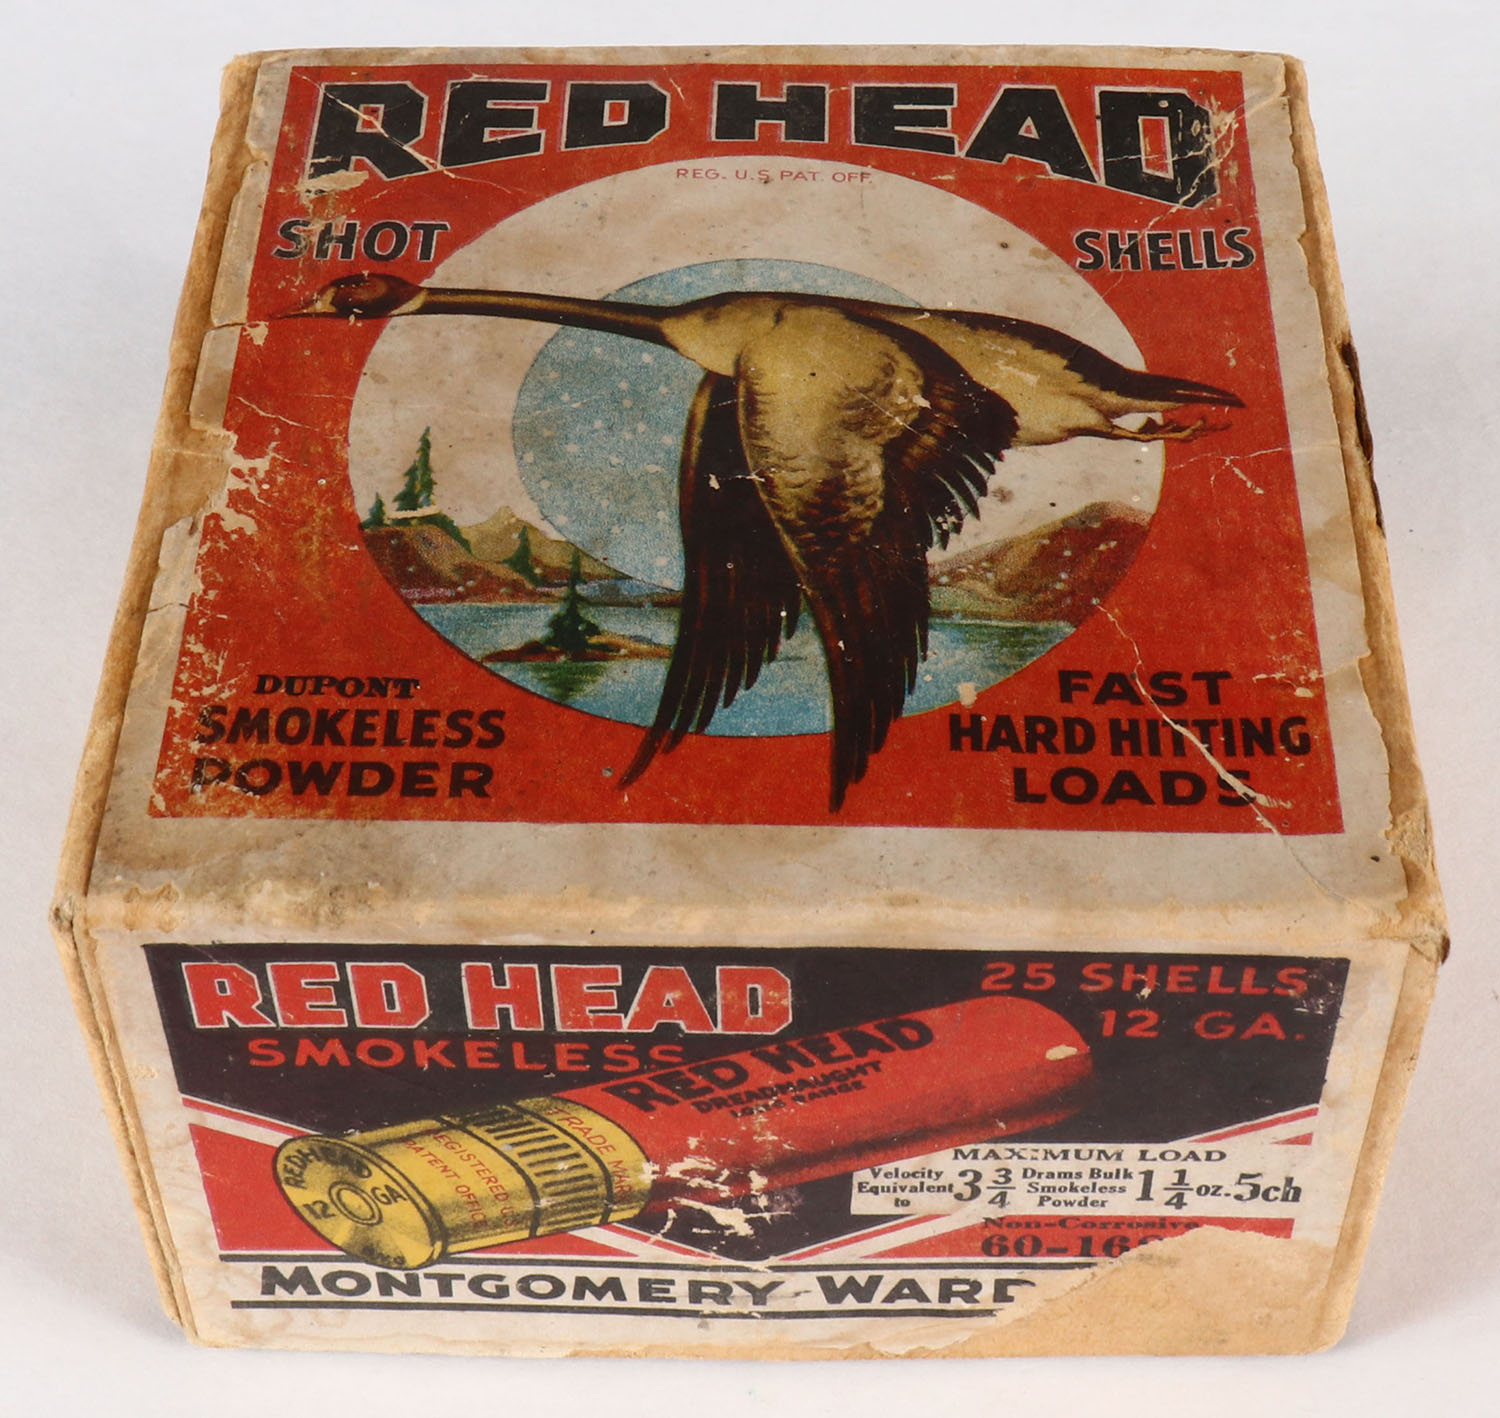 RED HEAD
REG. U.S. PAT. OFF.
SHOT SHELLS
DUPONT
SMOKELESS
POWDER
FAST
HARD HITTING
LOADS
RED HEAD
SMOKELESS
25 SHELLS
12 GA.
RED HEAD
DREADNAUGHT
LONG RANGE
TRADE MARK
REGISTERED U.S.
PATENT OFFICE
REDHEAD
12 GA
MAXIMUM LOAD
Velocity
Equivalent
to
3 3/4
Drams Bulk
Smokeless
Powder
1 1/4 oz. 5ch
Non-Corrosive
60-16
MONTGOMERY WARD